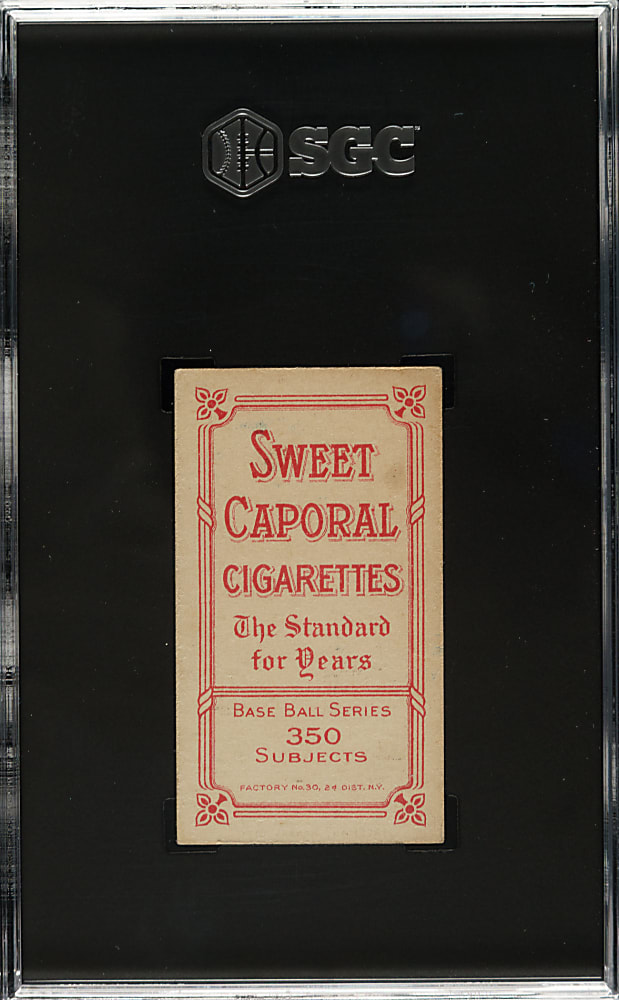 SGC
SWEET
CAPORAL
CIGARETTES
The Standard
for Years
BASE BALL SERIES
350
SUBJECTS
FACTORY No. 30, 2d DIST. N.Y.